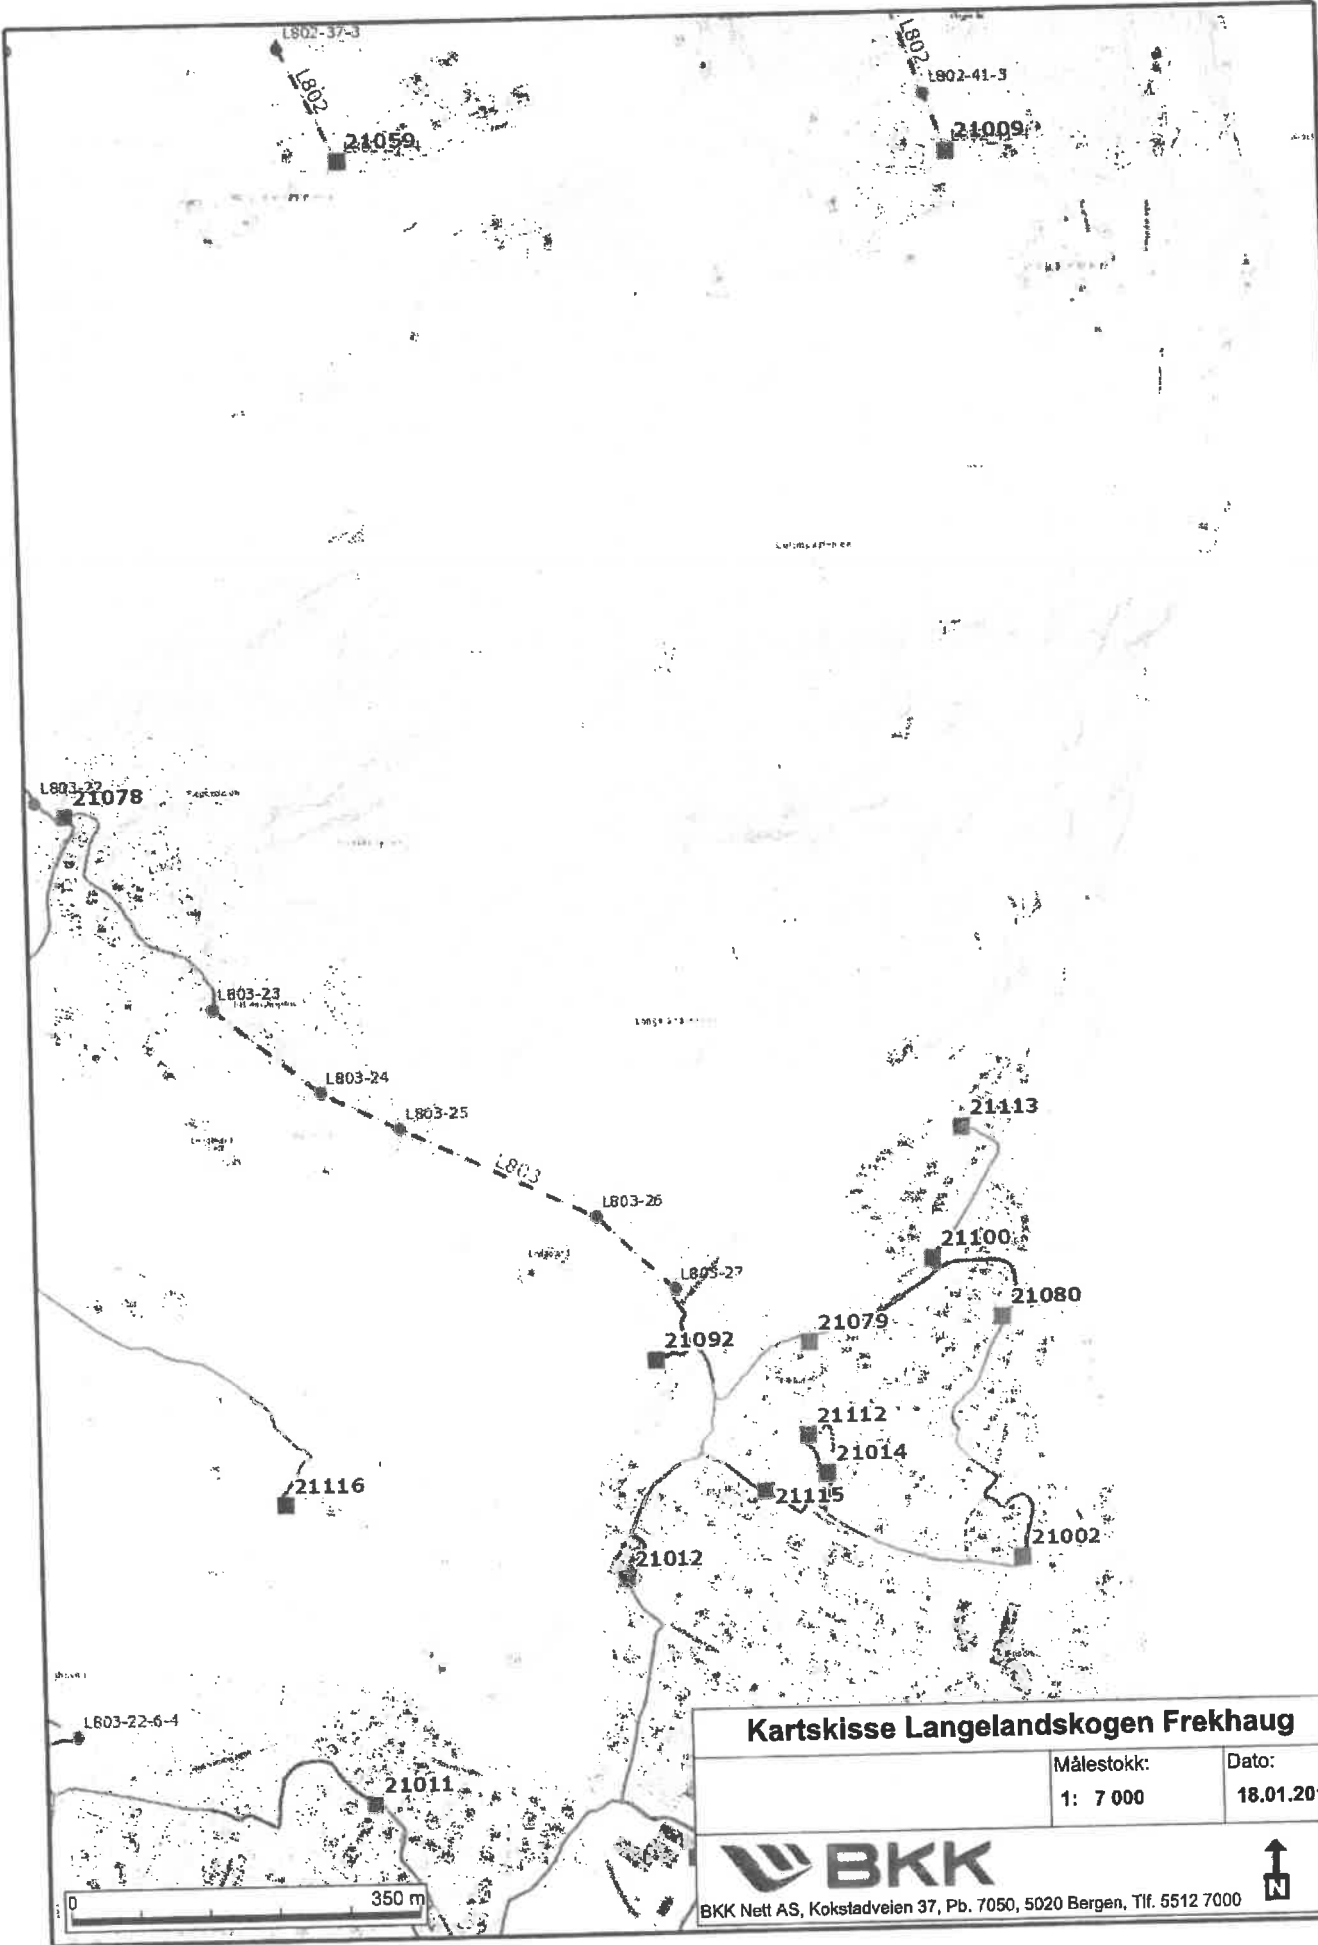 L802-37-3
L802
L802
L802-41-3
21059
21009
L803-22
21078
L803-23
L803-24
L803-25
L803
L803-26
L803-27
21113
21100
21080
21079
21092
21112
21014
21116
21115
21002
21012
L803-22-6-4
21011
Kartskisse Langelandskogen Frekhaug
Målestokk:
Dato:
1: 7 000
18.01.20
BKK
N
0
350 m
BKK Nett AS, Kokstadveien 37, Pb. 7050, 5020 Bergen, Tlf. 5512 7000